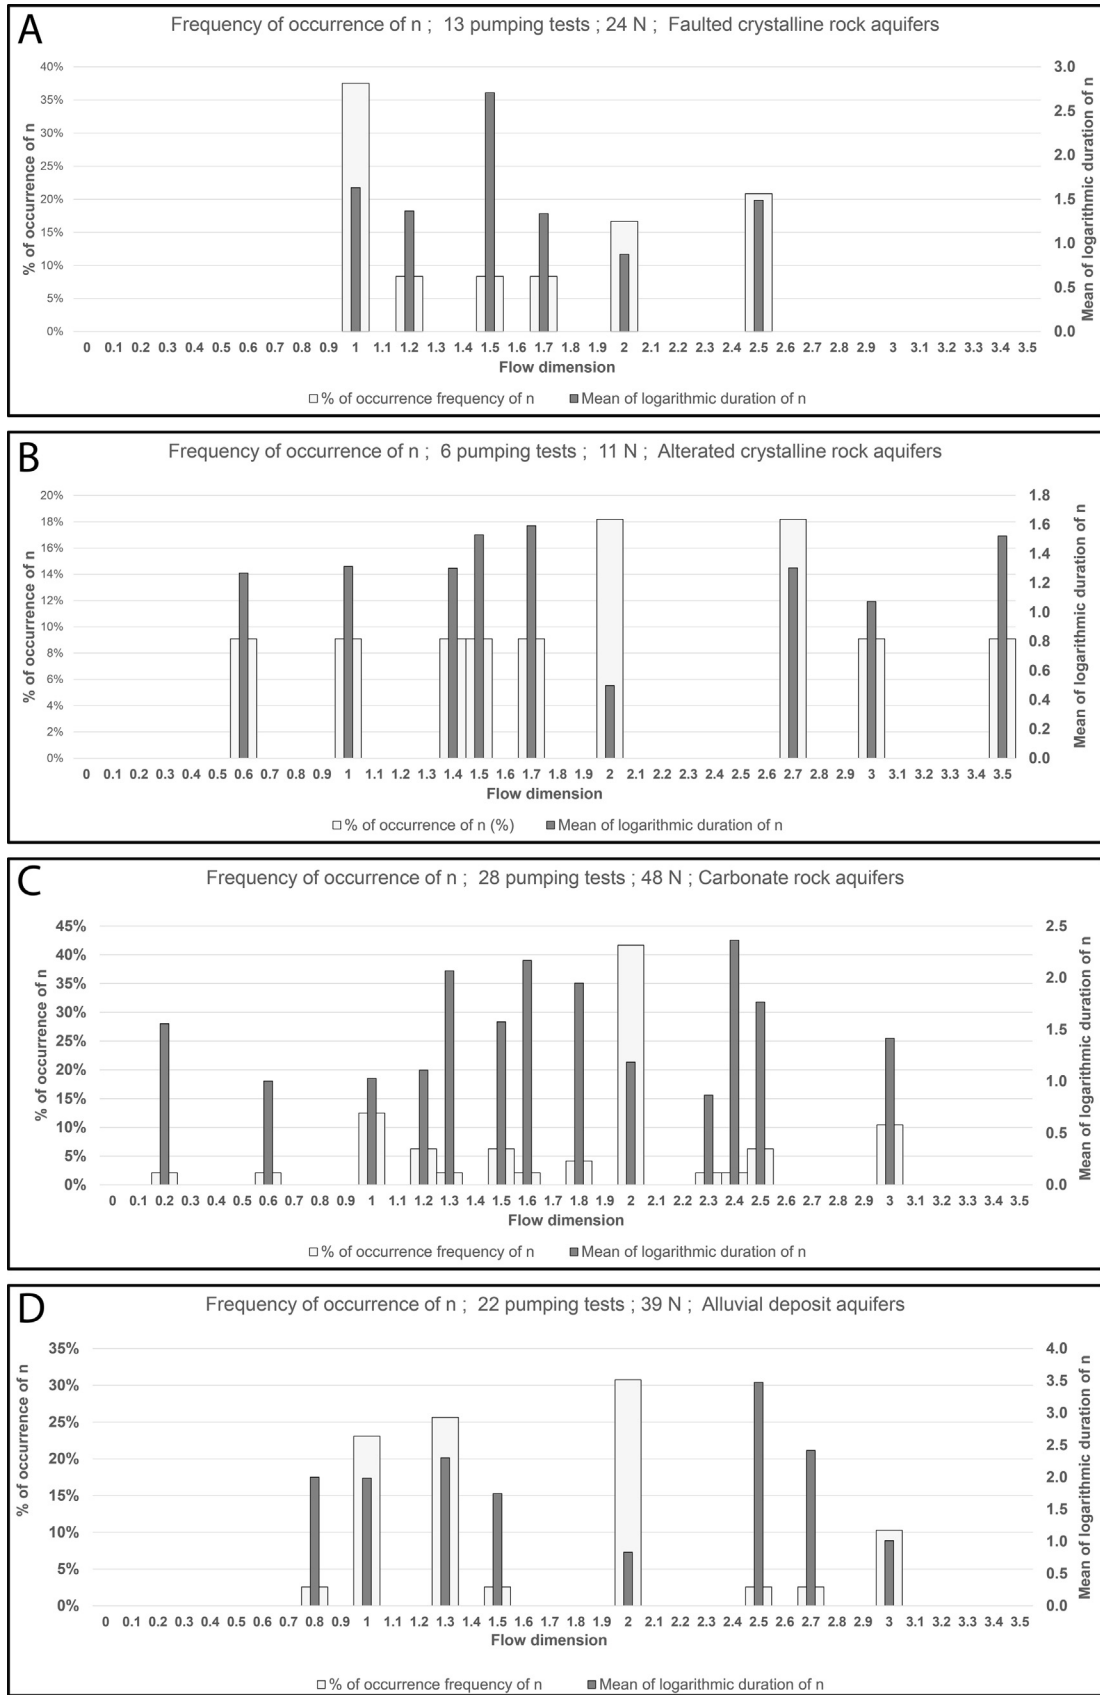 A
Frequency of occurrence of n ; 13 pumping tests ; 24 N ; Faulted crystalline rock aquifers
% of occurrence of n
40%
35%
30%
25%
20%
15%
10%
5%
0%
3.0
2.5
2.0
1.5
1.0
0.5
0.0
Mean of logarithmic duration of n
0 0.1 0.2 0.3 0.4 0.5 0.6 0.7 0.8 0.9 1 1.1 1.2 1.3 1.4 1.5 1.6 1.7 1.8 1.9 2 2.1 2.2 2.3 2.4 2.5 2.6 2.7 2.8 2.9 3 3.1 3.2 3.3 3.4 3.5
Flow dimension
% of occurrence frequency of n Mean of logarithmic duration of n
B
Frequency of occurrence of n ; 6 pumping tests ; 11 N ; Alterated crystalline rock aquifers
% of occurrence of n
20%
18%
16%
14%
12%
10%
8%
6%
4%
2%
0%
1.8
1.6
1.4
1.2
1.0
0.8
0.6
0.4
0.2
0.0
Mean of logarithmic duration of n
0 0.1 0.2 0.3 0.4 0.5 0.6 0.7 0.8 0.9 1 1.1 1.2 1.3 1.4 1.5 1.6 1.7 1.8 1.9 2 2.1 2.2 2.3 2.4 2.5 2.6 2.7 2.8 2.9 3 3.1 3.2 3.3 3.4 3.5
Flow dimension
% of occurrence of n (%) Mean of logarithmic duration of n
C
Frequency of occurrence of n ; 28 pumping tests ; 48 N ; Carbonate rock aquifers
% of occurrence of n
45%
40%
35%
30%
25%
20%
15%
10%
5%
0%
2.5
2.0
1.5
1.0
0.5
0.0
Mean of logarithmic duration of n
0 0.1 0.2 0.3 0.4 0.5 0.6 0.7 0.8 0.9 1 1.1 1.2 1.3 1.4 1.5 1.6 1.7 1.8 1.9 2 2.1 2.2 2.3 2.4 2.5 2.6 2.7 2.8 2.9 3 3.1 3.2 3.3 3.4 3.5
Flow dimension
% of occurrence frequency of n Mean of logarithmic duration of n
D
Frequency of occurrence of n ; 22 pumping tests ; 39 N ; Alluvial deposit aquifers
% of occurrence of n
35%
30%
25%
20%
15%
10%
5%
0%
4.0
3.5
3.0
2.5
2.0
1.5
1.0
0.5
0.0
Mean of logarithmic duration of n
0 0.1 0.2 0.3 0.4 0.5 0.6 0.7 0.8 0.9 1 1.1 1.2 1.3 1.4 1.5 1.6 1.7 1.8 1.9 2 2.1 2.2 2.3 2.4 2.5 2.6 2.7 2.8 2.9 3 3.1 3.2 3.3 3.4 3.5
Flow dimension
% of occurrence frequency of n Mean of logarithmic duration of n